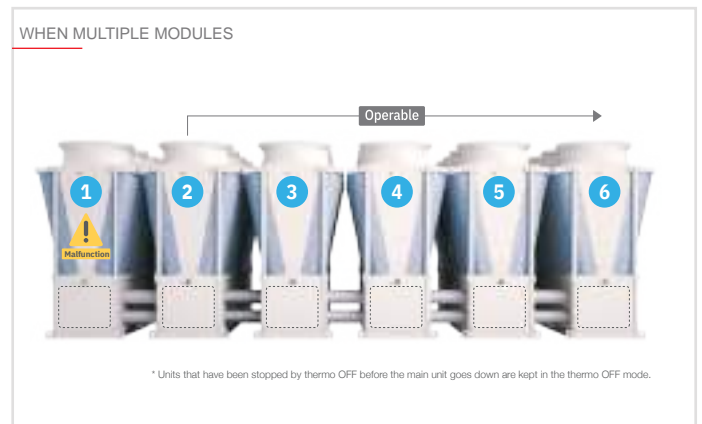 WHEN MULTIPLE MODULES
Operable
1
2
3
4
5
6
Malfunction
* Units that have been stopped by thermo OFF before the main unit goes down are kept in the thermo OFF mode.